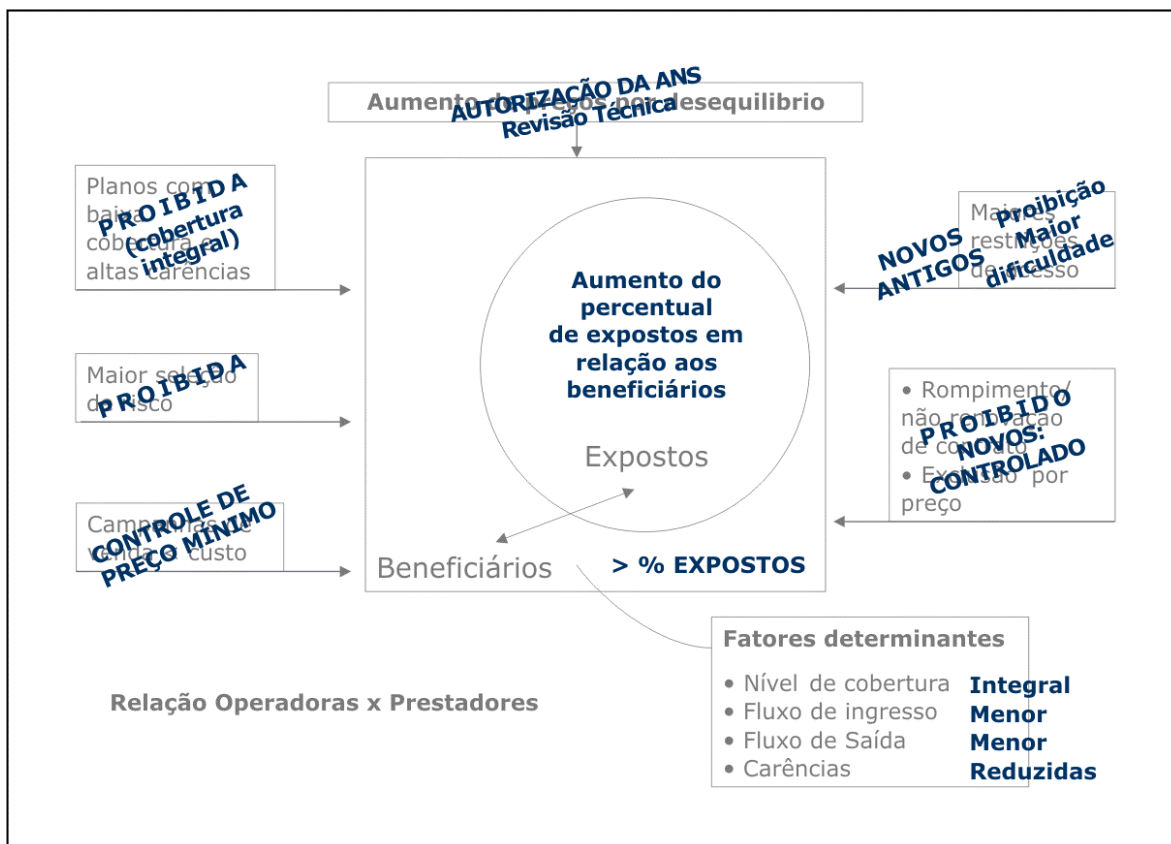 AUTORIZAÇÃO DA ANS
Revisão Técnica
Aumento de preços por desequilibrio
Planos com
baixa
cobertura e
altas carências
PROIBIDA
(cobertura
integral)
Maior seleção
de risco
PROIBIDA
Campanhas de
venda < custo
CONTROLE DE
PREÇO MÍNIMO
Aumento do
percentual
de expostos em
relação aos
beneficiários
Expostos
Beneficiários
> % EXPOSTOS
Maiores
restrições
de acesso
NOVOS
ANTIGOS
Proibição
Maior
dificuldade
• Rompimento/
não renovação
de contrato
• Exclusão por
preço
PROIBIDO
NOVOS:
CONTROLADO
Fatores determinantes
• Nível de cobertura Integral
• Fluxo de ingresso Menor
• Fluxo de Saída Menor
• Carências Reduzidas
Relação Operadoras x Prestadores